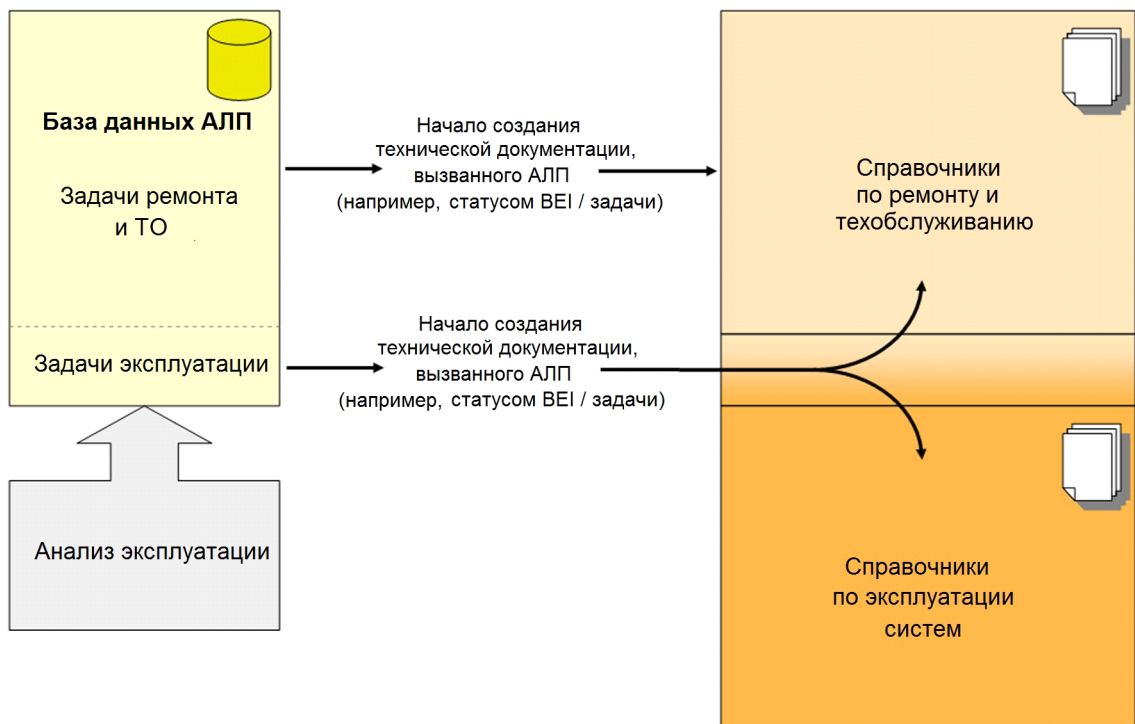 База данных АЛП
Задачи ремонта
и ТО
Задачи эксплуатации
Анализ эксплуатации
Начало создания
технической документации,
вызванного АЛП
(например, статусом BEI / задачи)
Начало создания
технической документации,
вызванного АЛП
(например, статусом BEI / задачи)
Справочники
по ремонту и
техобслуживанию
Справочники
по эксплуатации
систем